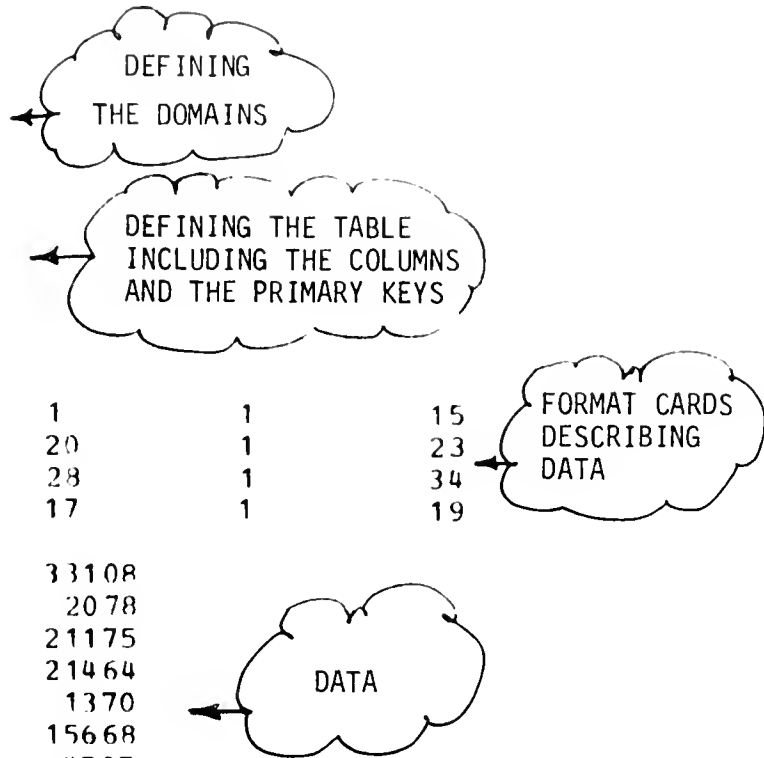 DEFINING
THE DOMAINS
DEFINING THE TABLE
INCLUDING THE COLUMNS
AND THE PRIMARY KEYS
1 1 15
20 1 23
28 1 34
17 1 19
FORMAT CARDS
DESCRIBING
DATA
33108
2078
21175
21464
1370
15668
DATA